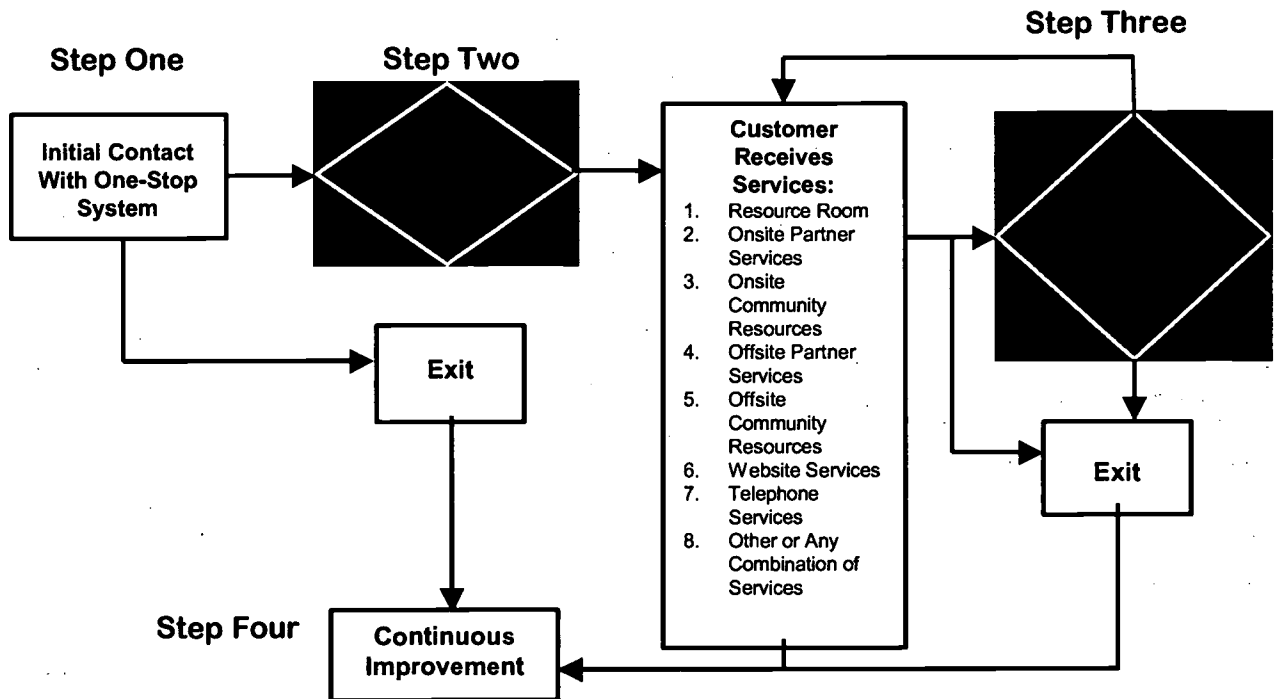 Step One
Step Two
Step Three
Initial Contact
With One-Stop
System
Customer
Receives
Services:
1. Resource Room
2. Onsite Partner
Services
3. Onsite
Community
Resources
4. Offsite Partner
Services
5. Offsite
Community
Resources
6. Website Services
7. Telephone
Services
8. Other or Any
Combination of
Services
Exit
Exit
Step Four
Continuous
Improvement